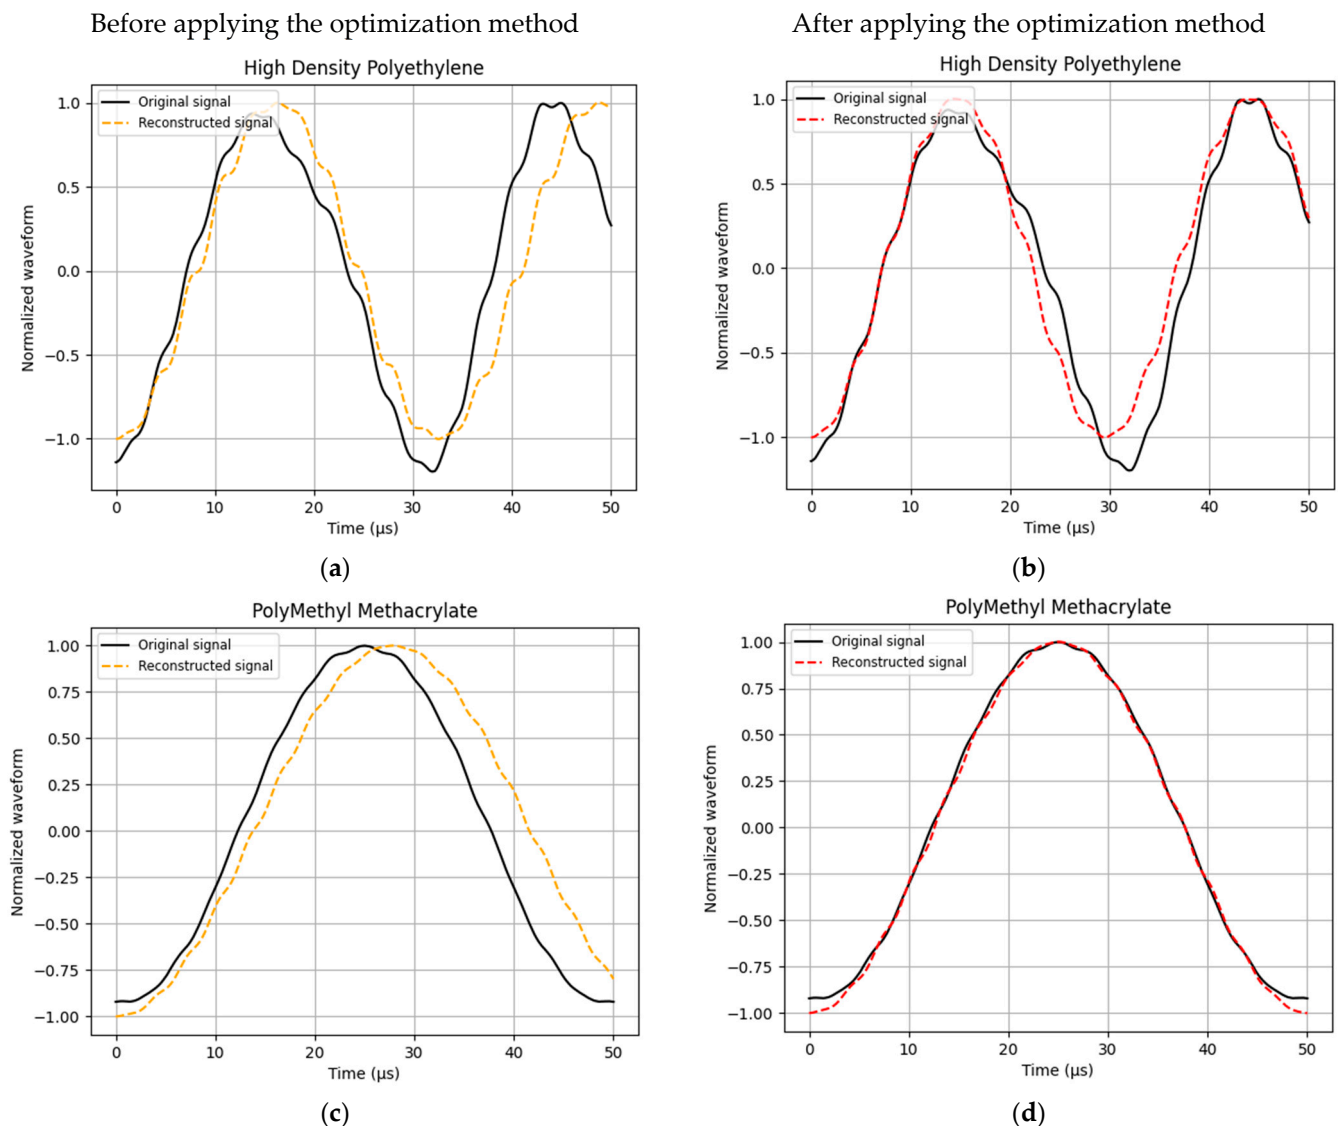 Before applying the optimization method
After applying the optimization method
High Density Polyethylene
Original signal
Reconstructed signal
1.0
0.5
0.0
−0.5
−1.0
Normalized waveform
0 10 20 30 40 50
Time (μs)
(a)
High Density Polyethylene
Original signal
Reconstructed signal
1.0
0.5
0.0
−0.5
−1.0
Normalized waveform
0 10 20 30 40 50
Time (μs)
(b)
PolyMethyl Methacrylate
Original signal
Reconstructed signal
1.00
0.75
0.50
0.25
0.00
−0.25
−0.50
−0.75
−1.00
Normalized waveform
0 10 20 30 40 50
Time (μs)
(c)
PolyMethyl Methacrylate
Original signal
Reconstructed signal
1.00
0.75
0.50
0.25
0.00
−0.25
−0.50
−0.75
−1.00
Normalized waveform
0 10 20 30 40 50
Time (μs)
(d)